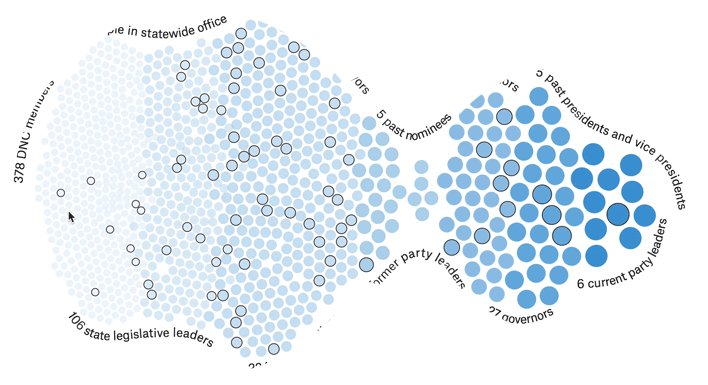 378 DNC members
le in statewide office
5 past nominees
5 past presidents and vice presidents
former party leaders
6 current party leaders
27 governors
106 state legislative leaders